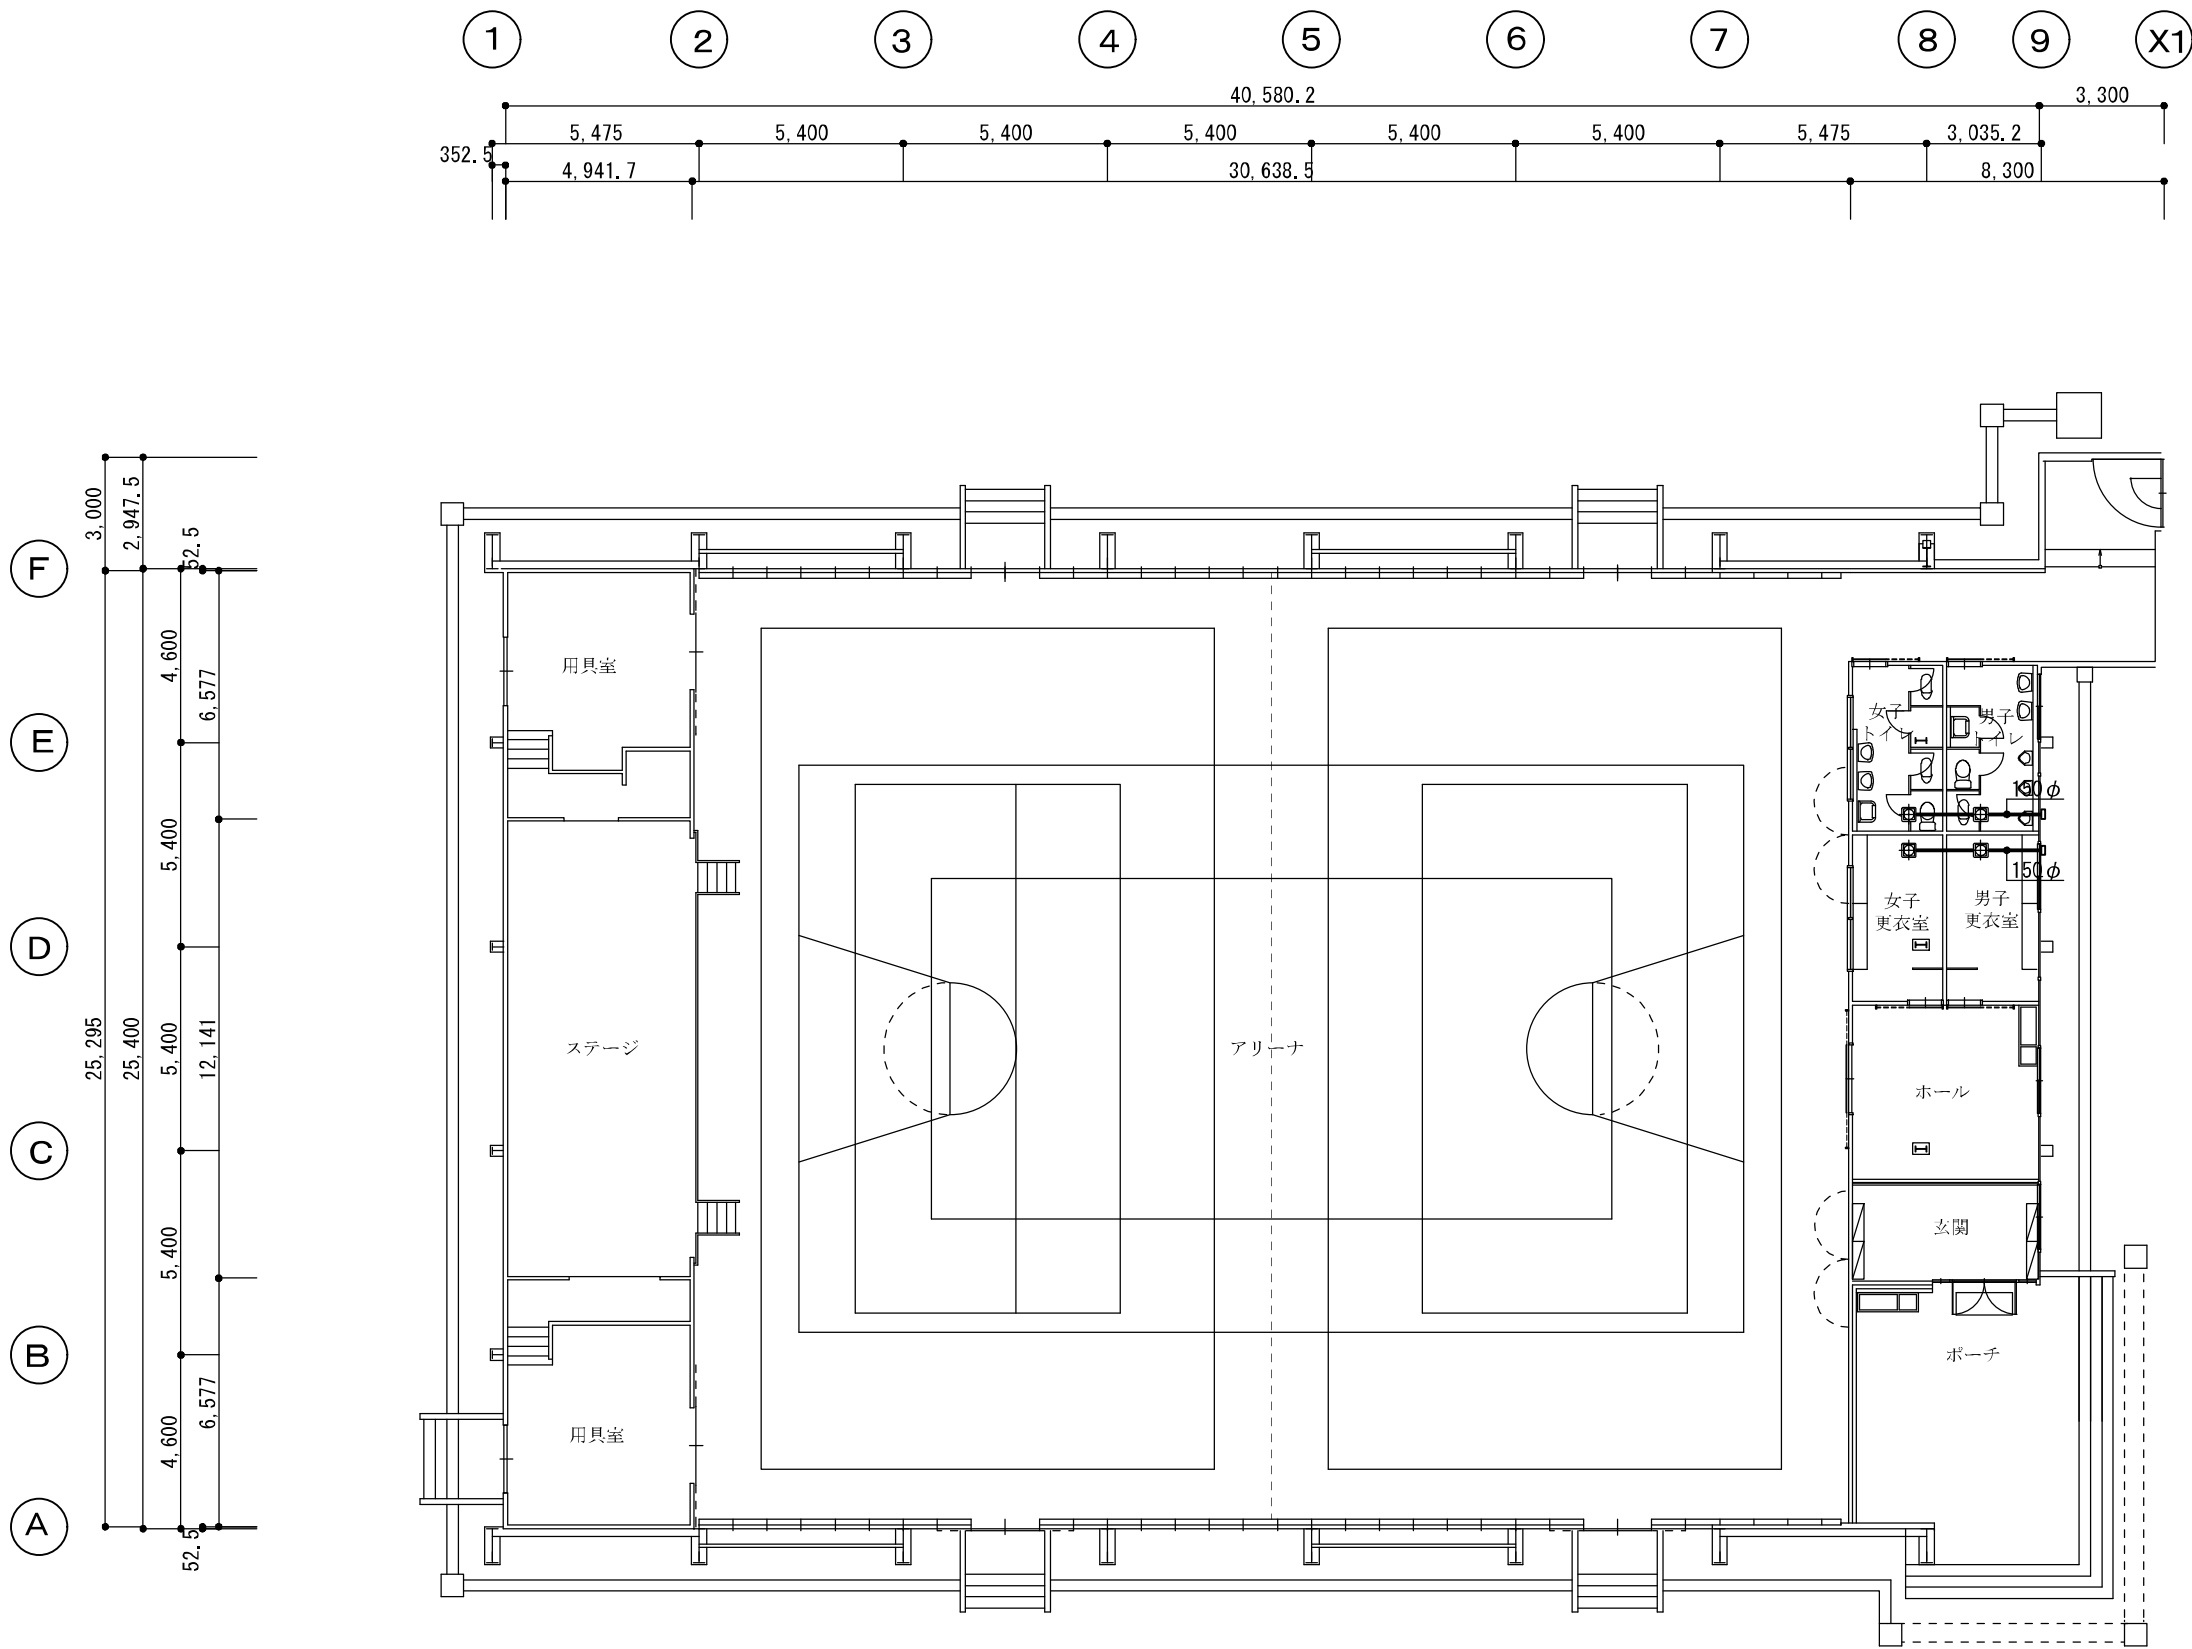 1 2 3 4 5 6 7 8 9 X1
40,580.2 3,300
5,475 5,400 5,400 5,400 5,400 5,400 5,475 3,035.2
352.5
4,941.7 30,638.5 8,300
3,000
2,947.5
52.5
F
4,600
6,577
用具室
E
女子
トイレ
男子
トイレ
150φ
5,400
150φ
女子
更衣室
男子
更衣室
D
25,295
25,400
5,400
12,141
ステージ
アリーナ
ホール
C
玄関
5,400
B
ポーチ
6,577
4,600
用具室
A
52.5